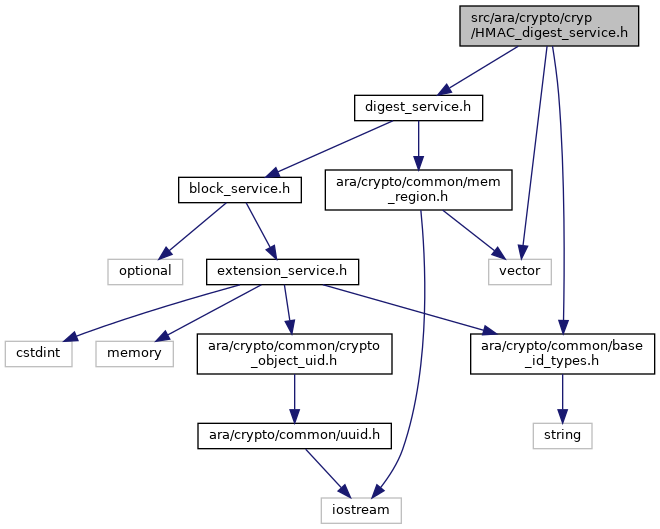 src/ara/crypto/cryp
/HMAC_digest_service.h
digest_service.h
block_service.h
ara/crypto/common/mem
_region.h
optional
extension_service.h
vector
cstdint
memory
ara/crypto/common/crypto
_object_uid.h
ara/crypto/common/base
_id_types.h
ara/crypto/common/uuid.h
string
iostream